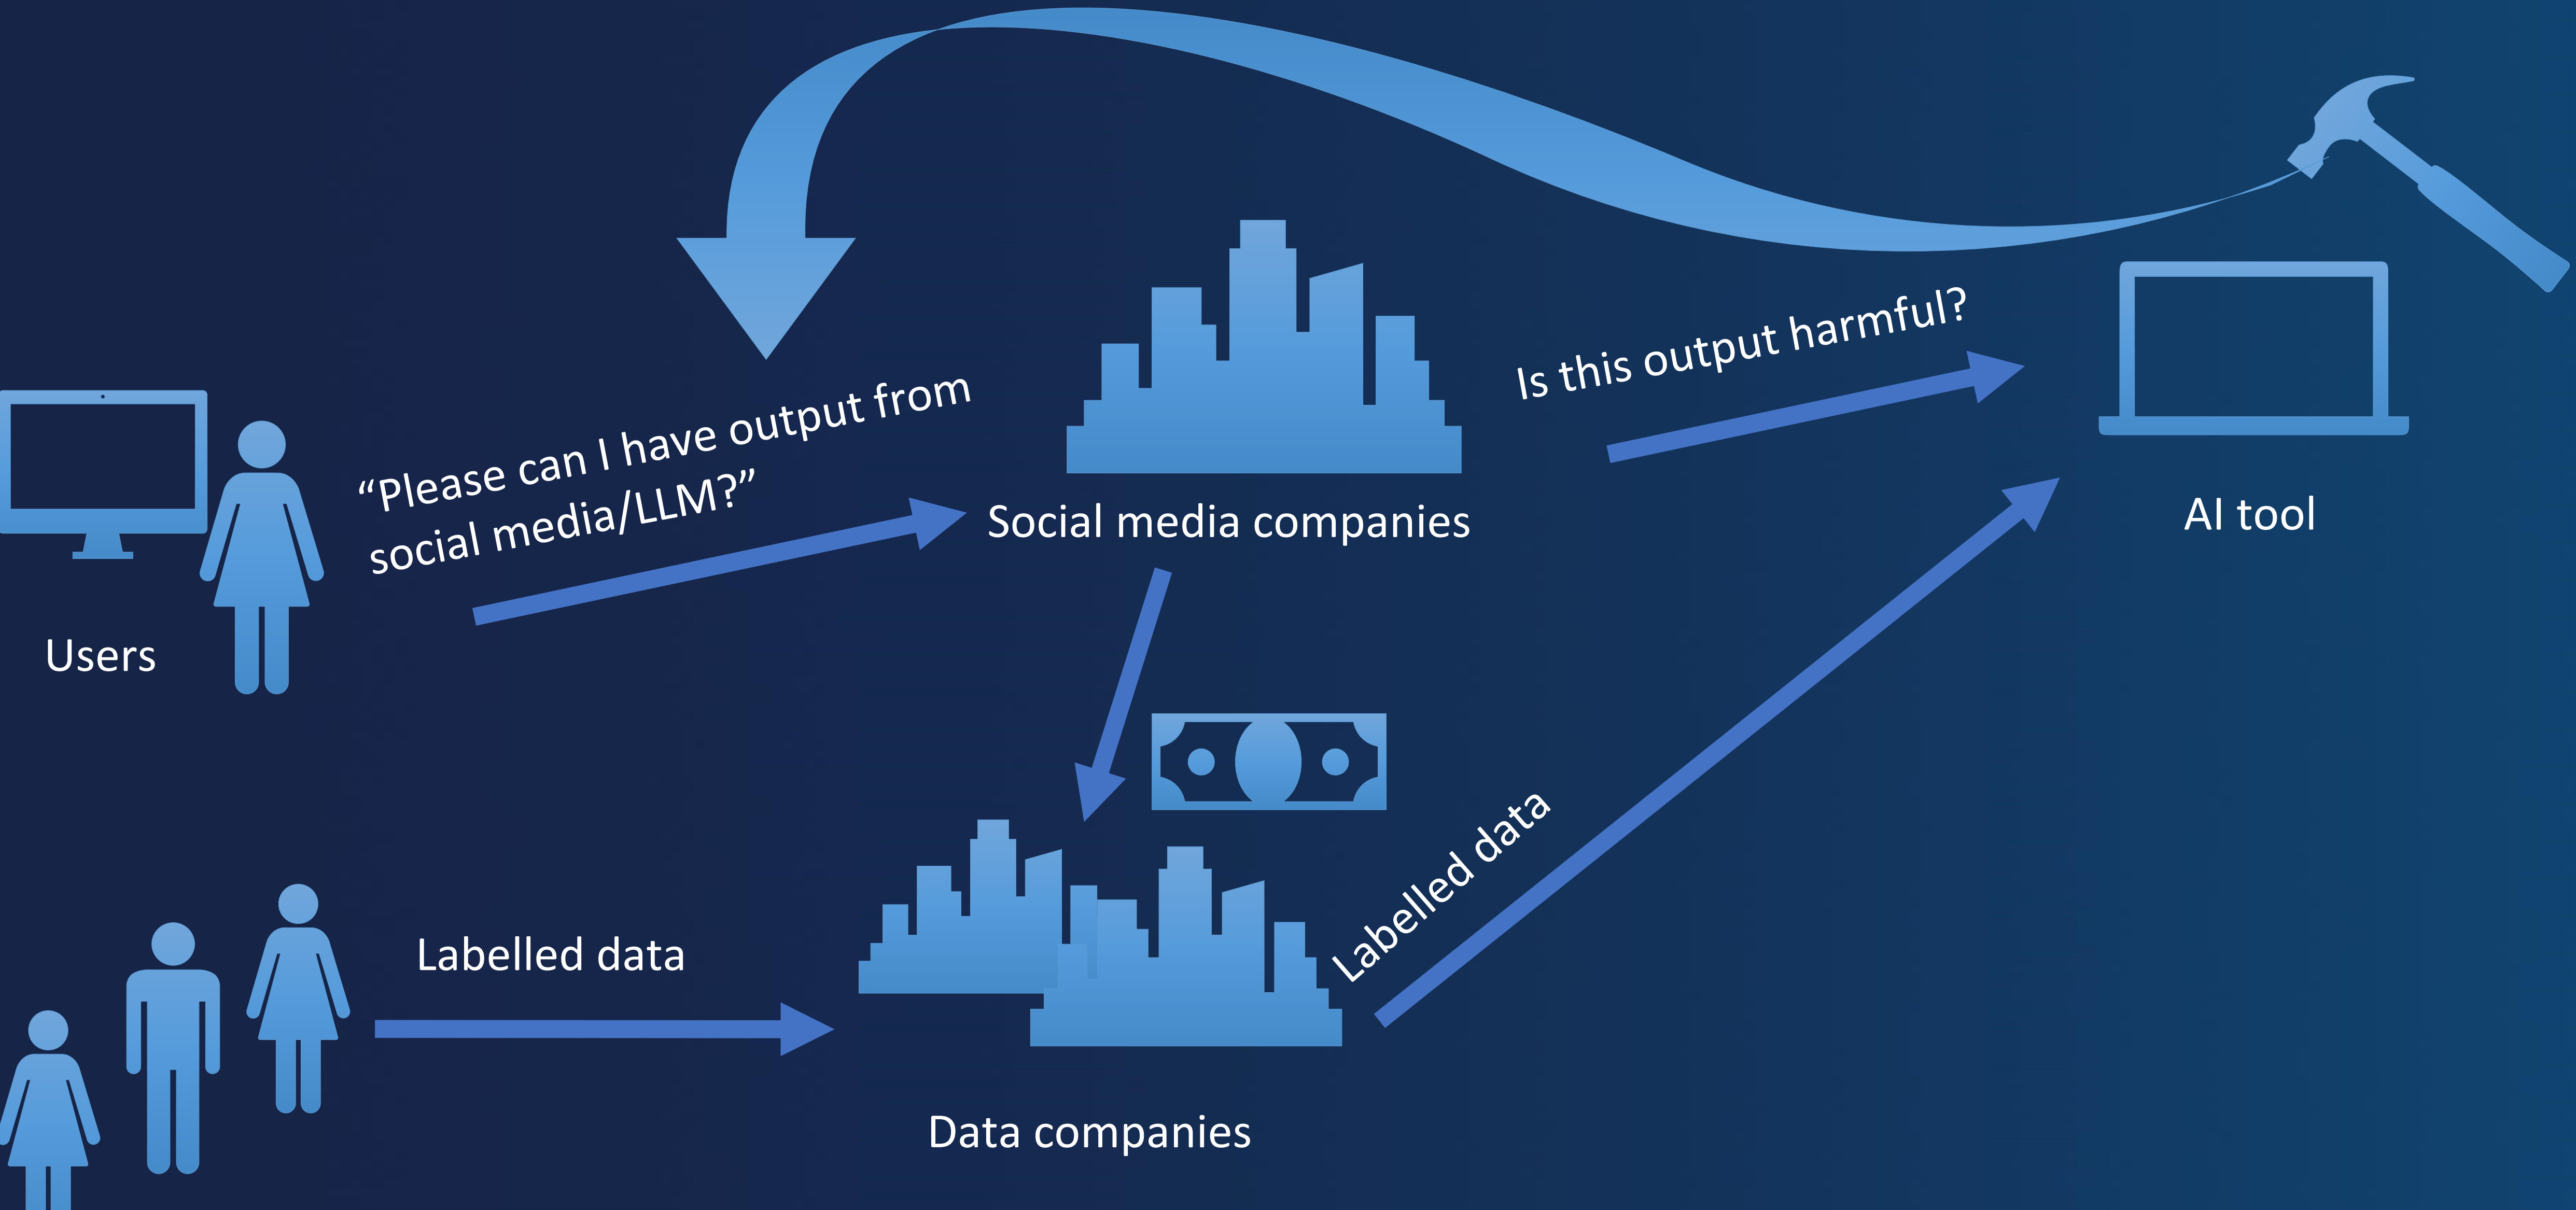 “Please can I have output from
social media/LLM?”
Is this output harmful?
Social media companies
AI tool
Users
Labelled data
Labelled data
Data companies